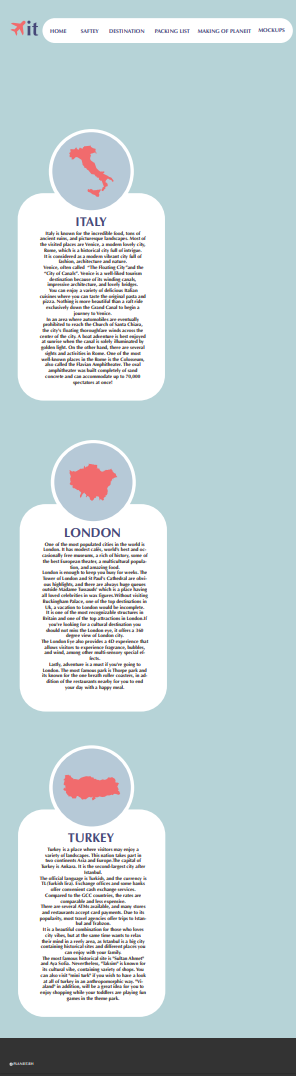 it
HOME SAFTEY DESTINATION PACKING LIST MAKING OF PLANEIT MOCKUPS
ITALY
Italy is known for the incredible food, tons of
ancient ruins, and picturesque landscapes. Most of
the visited places are Venice, a modern lovely city,
Rome, which is a historical city full of intrigue.
It is considered as a modern vibrant city full of
fashion, architecture and nature.
Venice, often called "The Floating City" and the
"City of Canals". Venice is a well-liked tourism
destination because of its winding canals,
impressive architecture, and lovely bridges.
You can enjoy a variety of delicious Italian
cuisines where you can taste the original pasta and
pizza. Nothing is more beautiful than a raft ride
exclusively down the Grand Canal to begin a
journey to Venice.
In an area where automobiles are eventually
prohibited to reach the Church of Santa Chiara,
the city's floating thoroughfare winds across the
center of the city. A boat adventure is best enjoyed
at sunrise when the canal is solely illuminated by
golden light. On the other hand, there are several
sights and activities in Rome. One of the most
well-known places in the Rome is the Colosseum,
also called the Flavian Amphitheater. The oval
amphitheater was built completely of sand
concrete and can accommodate up to 70,000
spectators at once!
LONDON
One of the most populated cities in the world is
London. It has modest cafés, world's best and oc-
casionally free museums, a rich of history, some of
the best European theater, a multicultural popula-
tion, and amazing food.
London is enough to keep you busy for weeks. The
Tower of London and St Paul's Cathedral are obvi-
ous highlights, and there are always huge queues
outside 'Madame Tussauds' which is a place having
all loved celebrities in wax figures.Without visiting
Buckingham Palace, one of the top destinations in
UK, a vacation to London would be incomplete.
It is one of the most recognizable structures in
Britain and one of the top attractions in London.If
you're looking for a cultural destination you
should not miss the London eye, it offers a 360
degree view of London city.
The London Eye also provides a 4D experience that
allows visitors to experience fragrance, bubbles,
and wind, among other multi-sensory special ef-
fects.
Lastly, adventure is a must if you're going to
London. The most famous park is Thorpe park and
its known for the one breath roller coasters, in ad-
dition of the restaurants nearby for you to end
your day with a happy meal.
TURKEY
Turkey is a place where visitors may enjoy a
variety of landscapes. This nation takes part in
two continents Asia and Europe.The capital of
Turkey is Ankara. It is the second-largest city after
Istanbul.
The official language is Turkish, and the currency is
TL (Turkish lira). Exchange offices and some banks
offer convenient cash exchange services.
Compared to the GCC countries, the rates are
comparable and less expensive.
There are several ATMs available, and many stores
and restaurants accept card payments. Due to its
popularity, most travel agencies offer trips to Istan-
bul and Trabzon.
It is a beautiful combination for those who loves
city vibes, but at the same time wants to relax
their mind in a comfy area, as Istanbul is a big city
containing historical sites and different places you
can enjoy with your family.
The most famous historical site is "Sultan Ahmet"
and Aya Sofia. Nevertheless, "Taksim" is known for
its cultural vibe, containing variety of shops. You
can also visit "mini turk" if you wish to have a look
at all of turkey in an anthropomorphic way. "Vi-
aland" in addition, will be a great idea for you to
enjoy shopping while your toddlers are playing fun
games in the theme park.
@PLANEIT2019